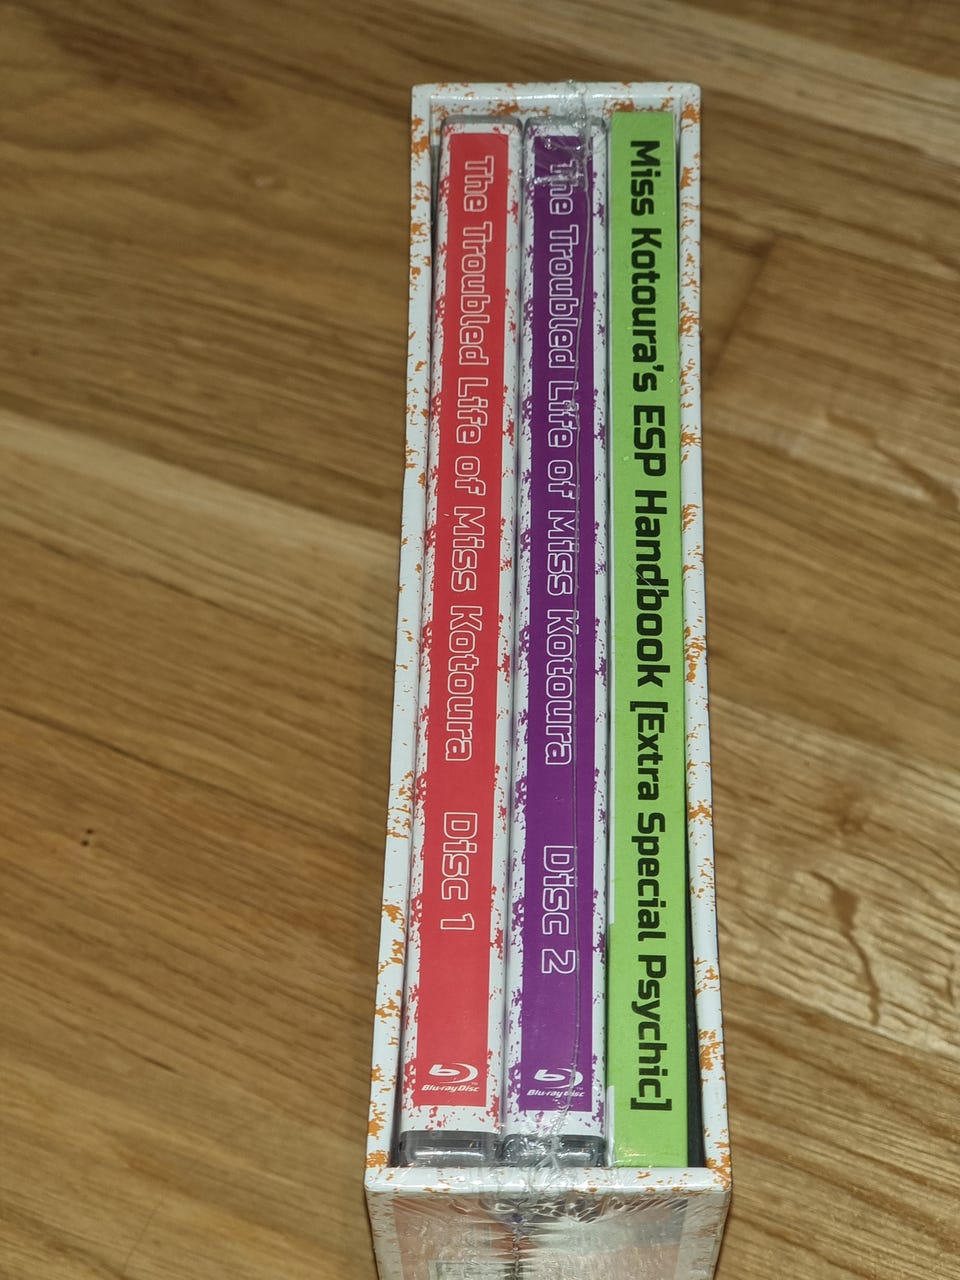 The Troubled Life of Miss Kotoura Disc 1
Blu-ray Disc
The Troubled Life of Miss Kotoura Disc 2
Blu-ray Disc
Miss Kotoura's ESP Handbook [Extra Special Psychic]